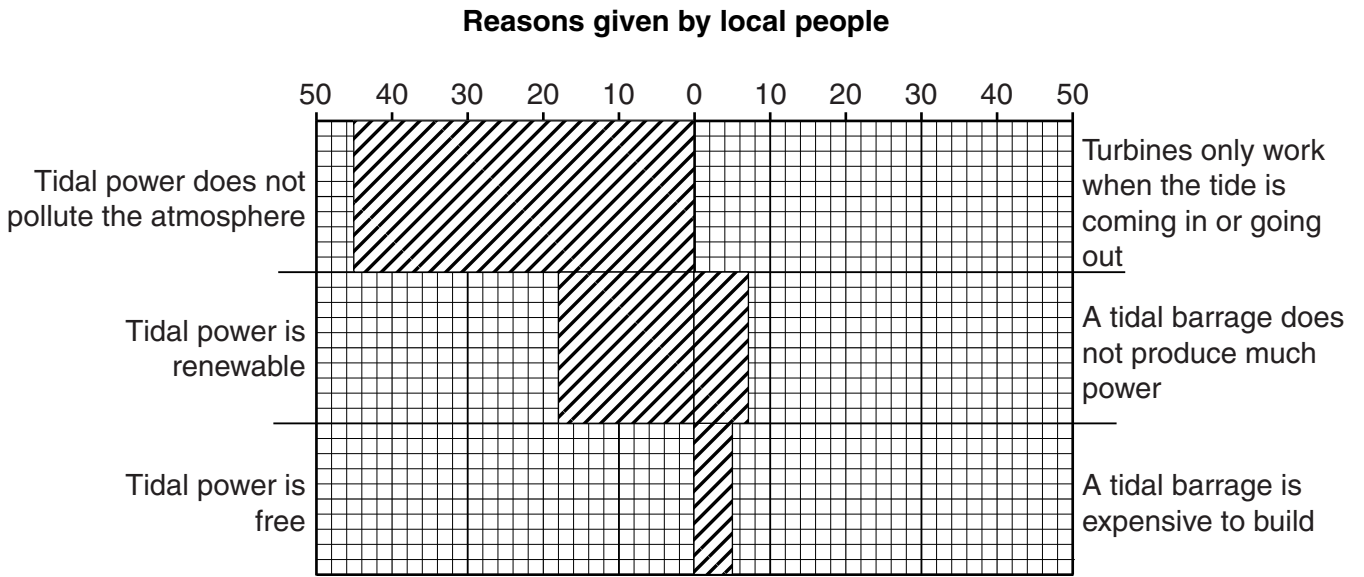 Reasons given by local people
50 40 30 20 10 0 10 20 30 40 50
Tidal power does not
pollute the atmosphere
Turbines only work
when the tide is
coming in or going
out
Tidal power is
renewable
A tidal barrage does
not produce much
power
Tidal power is
free
A tidal barrage is
expensive to build